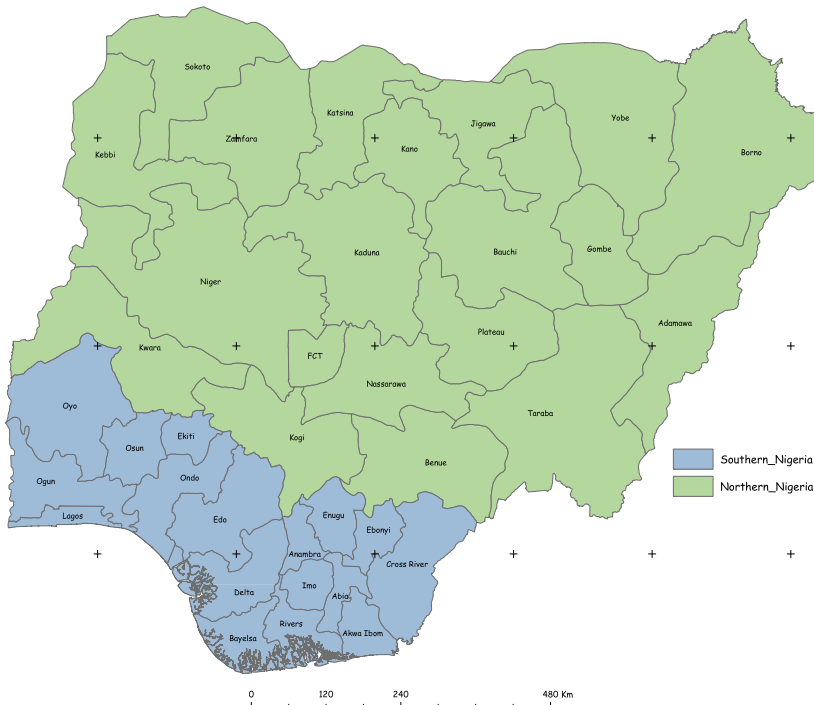 Sokoto
Katsina
Jigawa
Yobe
Zamfara
Kano
Kebbi
Borno
Kaduna
Bauchi
Gombe
Niger
Adamawa
Plateau
Kwara
FCT
Nassarawa
Oyo
Taraba
Ekiti
Kogi
Osun
Benue
Southern_Nigeria
Ogun
Ondo
Northern_Nigeria
Lagos
Edo
Enugu
Ebonyi
Anambra
Cross River
Imo
Delta
Abia
Rivers
Bayelsa
Akwa Ibom
0 120 240 480 Km